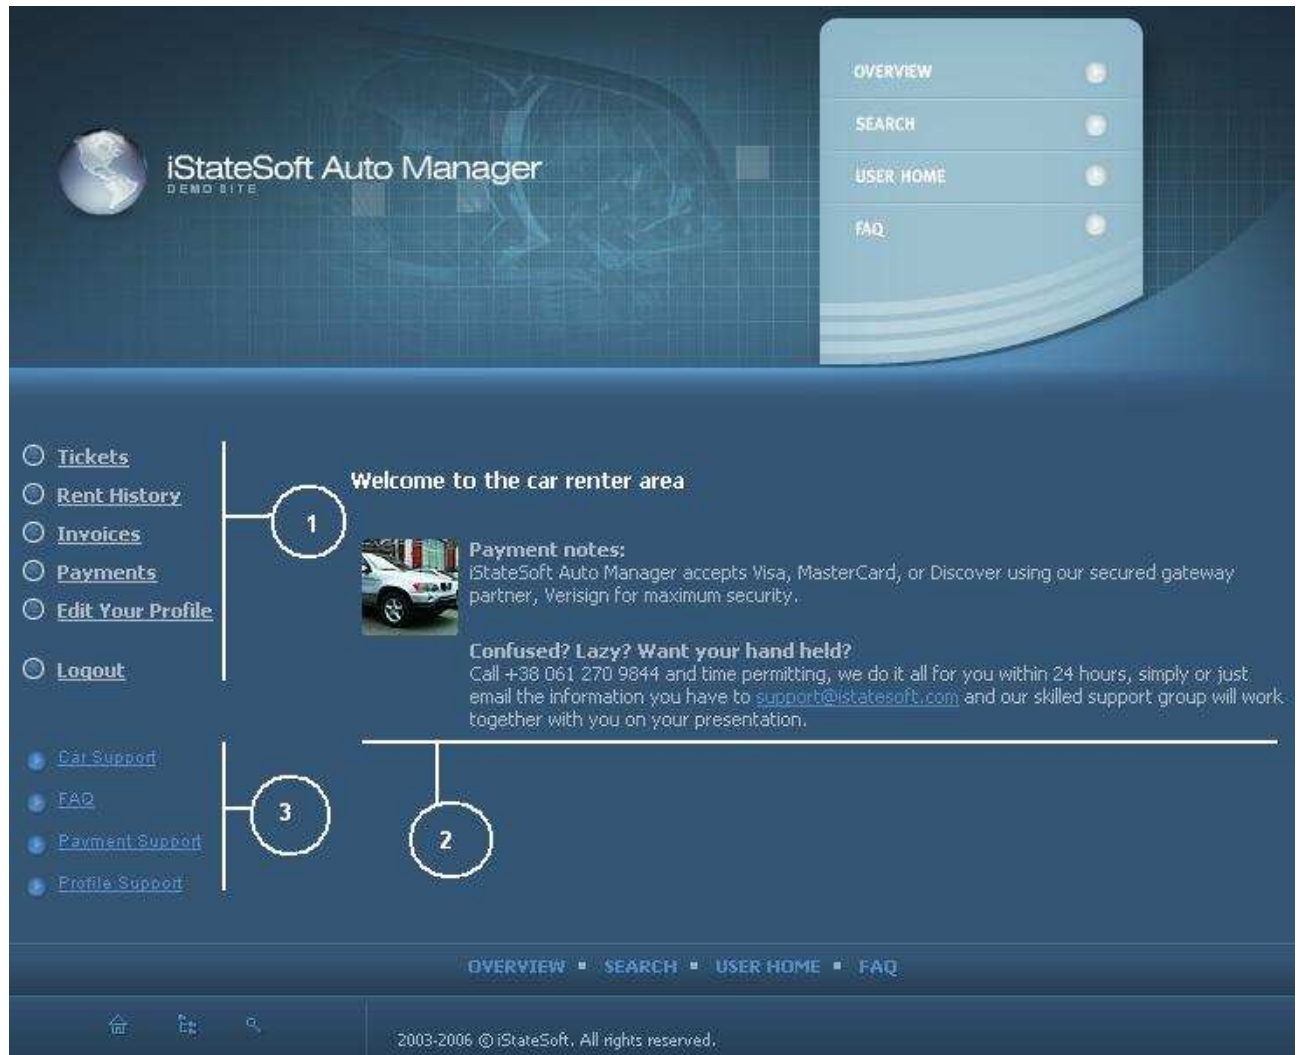 OVERVIEW
SEARCH
USER HOME
FAQ
iStateSoft Auto Manager
DEMO SITE
Tickets
Rent History
Invoices
Payments
Edit Your Profile
Logout
1
Welcome to the car renter area
Payment notes:
iStateSoft Auto Manager accepts Visa, MasterCard, or Discover using our secured gateway
partner, Verisign for maximum security.
Confused? Lazy? Want your hand held?
Call +38 061 270 9844 and time permitting, we do it all for you within 24 hours, simply or just
email the information you have to support@istatesoft.com and our skilled support group will work
together with you on your presentation.
Car Support
FAQ
Payment Support
Profile Support
3
2
OVERVIEW ▪ SEARCH ▪ USER HOME ▪ FAQ
2003-2006 © iStateSoft. All rights reserved.